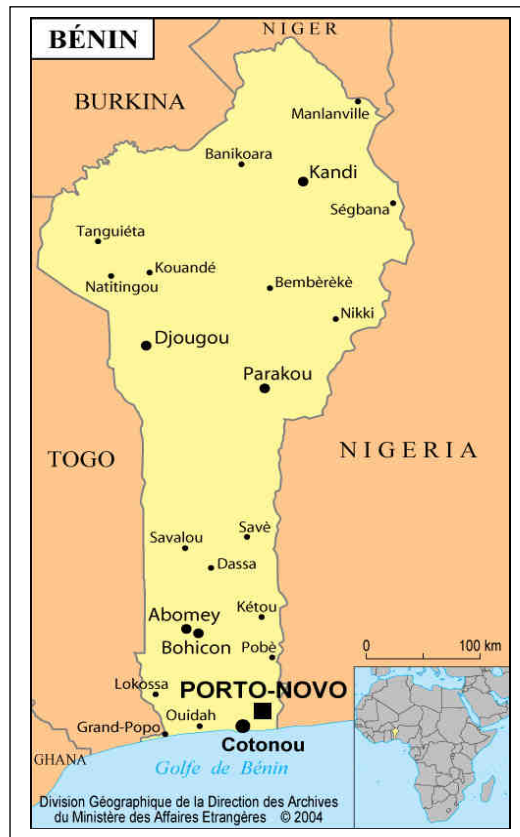 BÉNIN
NIGER
BURKINA
Manlanville
Banikoara
Kandi
Ségbana
Tanguiéta
Kouandé
Natitingou
Bembèrèkè
Nikki
Djougou
Parakou
TOGO
NIGERIA
Savè
Savalou
Dassa
Abomey
Kétou
Bohicon
Pobè
0 100 km
Lokossa
PORTO-NOVO
Ouidah
Grand-Popo
Cotonou
GHANA
Golfe de Bénin
Division Géographique de la Direction des Archives
du Ministère des Affaires Etrangères © 2004